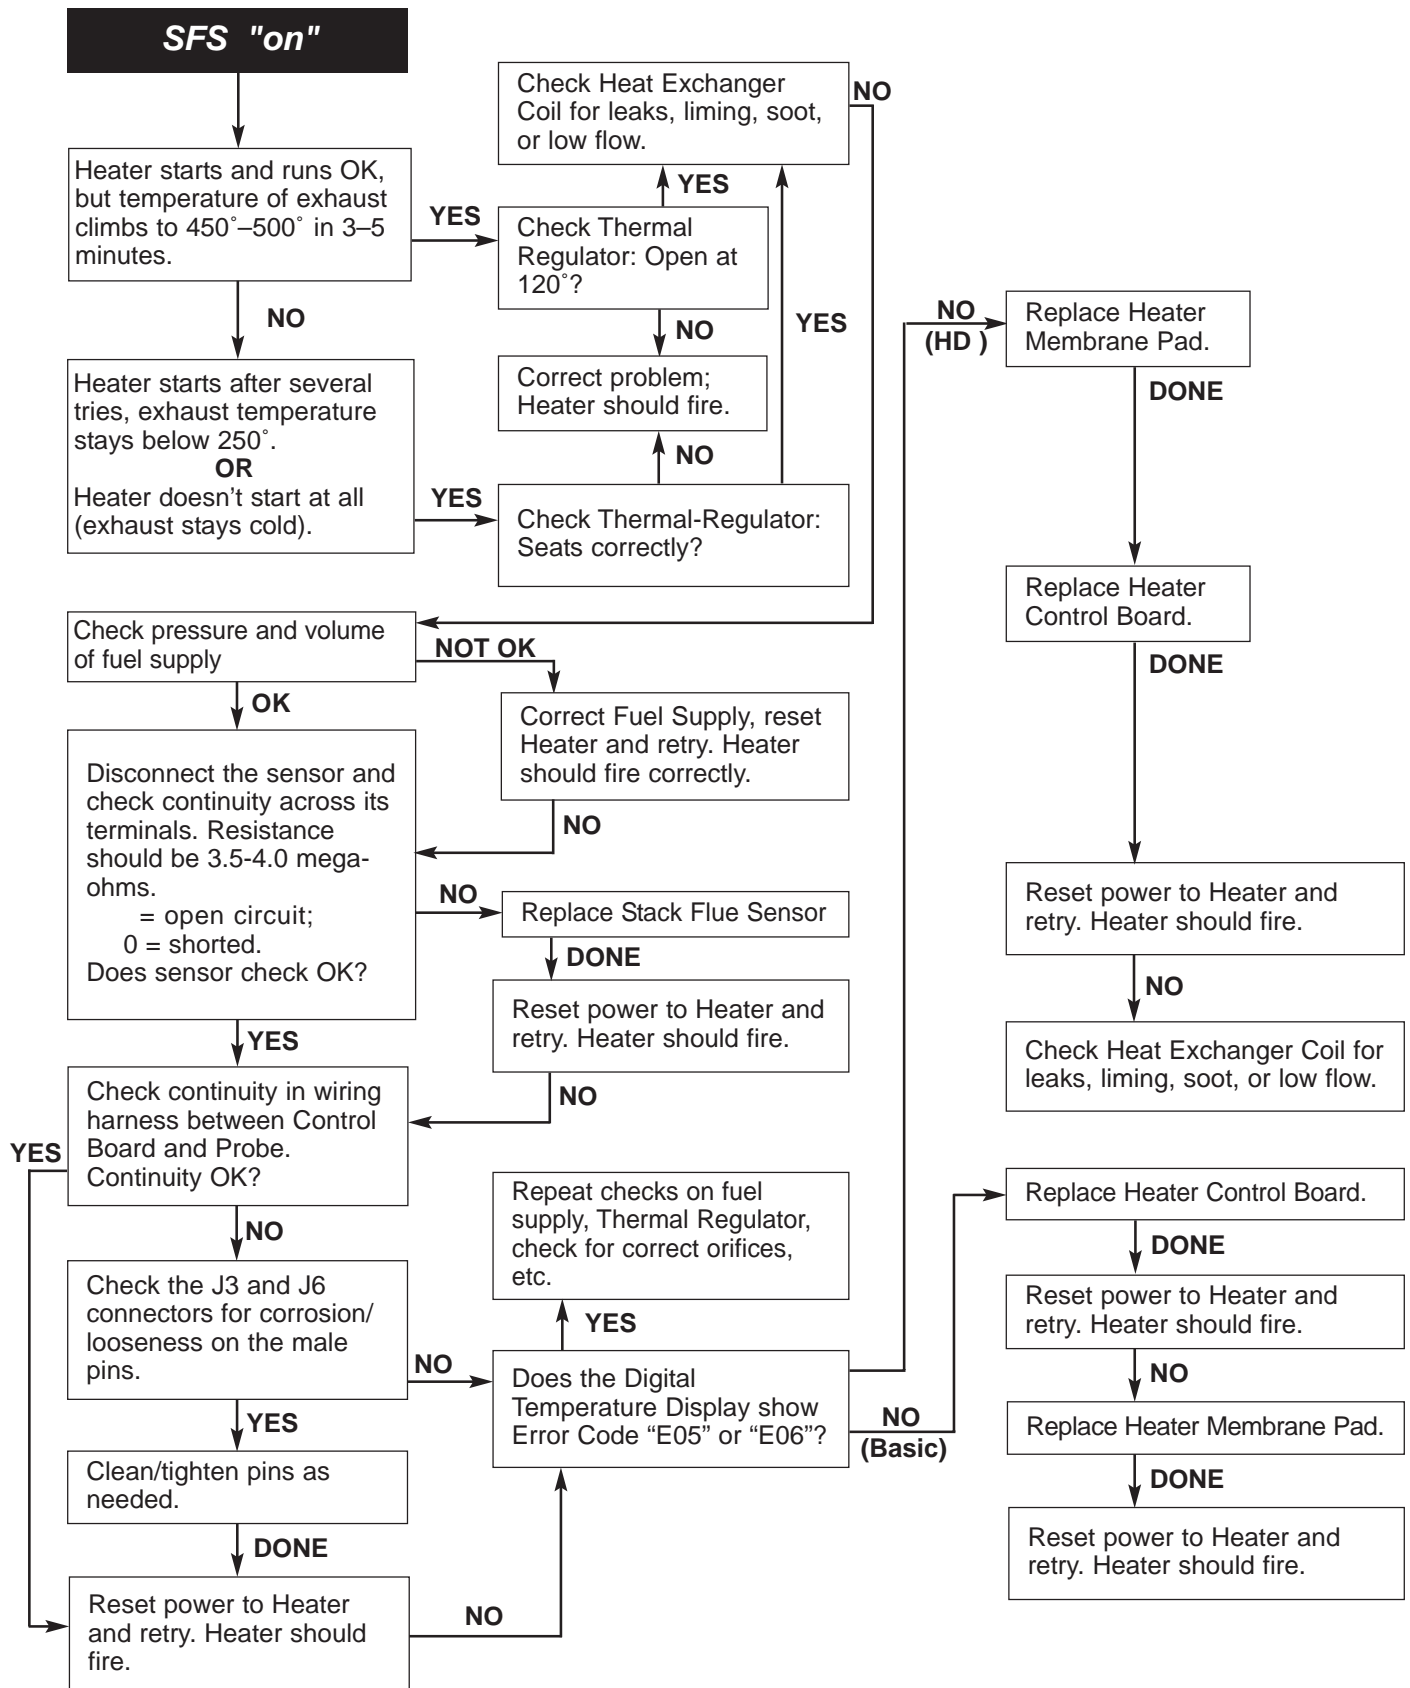 SFS "on"
Heater starts and runs OK,
but temperature of exhaust
climbs to 450˚–500˚ in 3–5
minutes.
YES
NO
Check Heat Exchanger
Coil for leaks, liming, soot,
or low flow.
NO
YES
Check Thermal
Regulator: Open at
120˚?
NO
YES
Correct problem;
Heater should fire.
NO
Heater starts after several
tries, exhaust temperature
stays below 250˚.
OR
Heater doesn't start at all
(exhaust stays cold).
YES
Check Thermal-Regulator:
Seats correctly?
Check pressure and volume
of fuel supply
NOT OK
OK
Correct Fuel Supply, reset
Heater and retry. Heater
should fire correctly.
NO
Disconnect the sensor and
check continuity across its
terminals. Resistance
should be 3.5-4.0 mega-
ohms.
= open circuit;
0 = shorted.
Does sensor check OK?
NO
Replace Stack Flue Sensor
DONE
Reset power to Heater and
retry. Heater should fire.
NO
YES
Check continuity in wiring
harness between Control
Board and Probe.
Continuity OK?
YES
NO
Check the J3 and J6
connectors for corrosion/
looseness on the male
pins.
NO
YES
Clean/tighten pins as
needed.
DONE
Reset power to Heater
and retry. Heater should
fire.
NO
Repeat checks on fuel
supply, Thermal Regulator,
check for correct orifices,
etc.
YES
Does the Digital
Temperature Display show
Error Code “E05” or “E06”?
NO
(Basic)
NO
(HD )
Replace Heater
Membrane Pad.
DONE
Replace Heater
Control Board.
DONE
Reset power to Heater and
retry. Heater should fire.
NO
Check Heat Exchanger Coil for
leaks, liming, soot, or low flow.
Replace Heater Control Board.
DONE
Reset power to Heater and
retry. Heater should fire.
NO
Replace Heater Membrane Pad.
DONE
Reset power to Heater and
retry. Heater should fire.